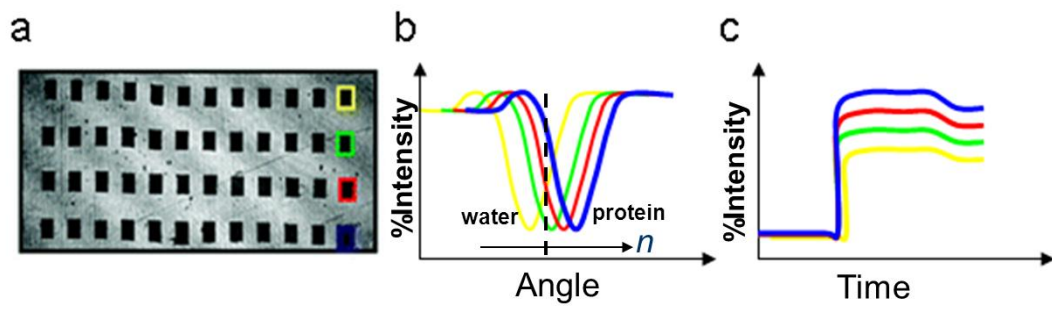 a
b
c
%Intensity
water
protein
n
Angle
%Intensity
Time